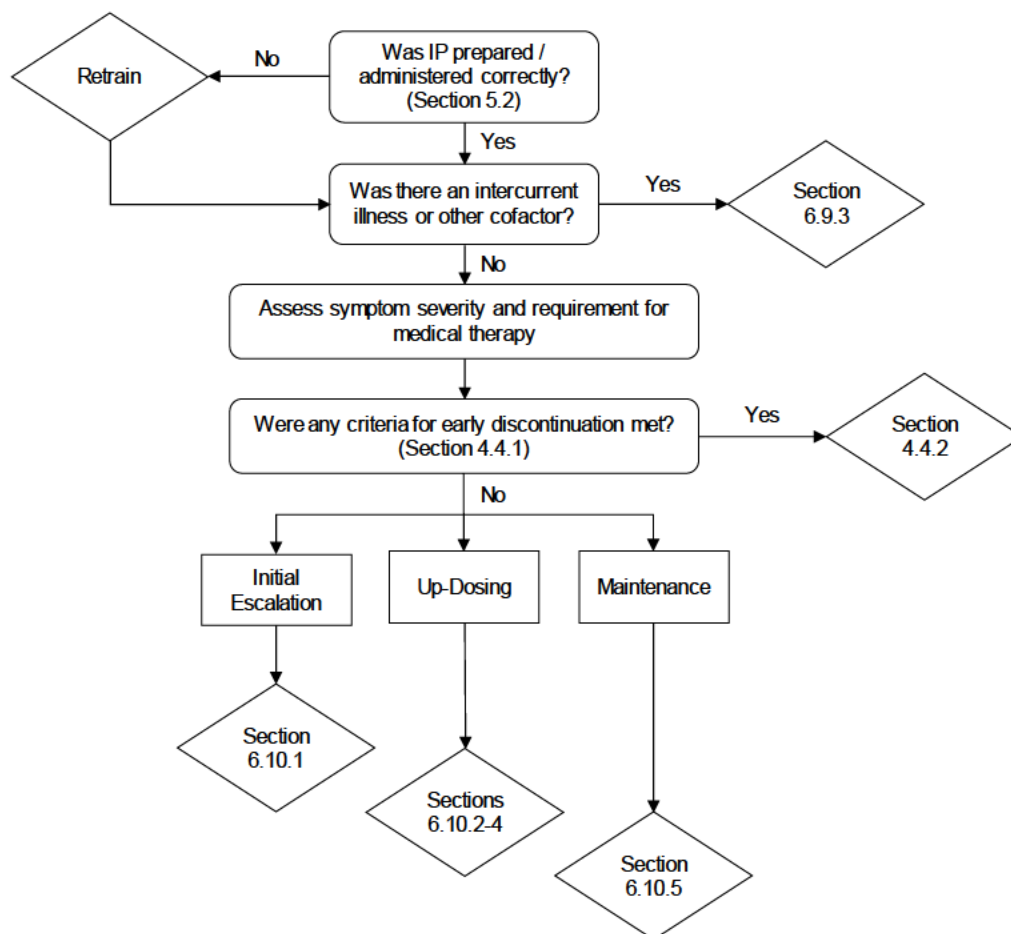 Was IP prepared /
administered correctly?
(Section 5.2)
No
Retrain
Yes
Was there an intercurrent
illness or other cofactor?
Yes
Section
6.9.3
No
Assess symptom severity and requirement for
medical therapy
Were any criteria for early discontinuation met?
(Section 4.4.1)
Yes
Section
4.4.2
No
Initial
Escalation
Up-Dosing
Maintenance
Section
6.10.1
Sections
6.10.2-4
Section
6.10.5